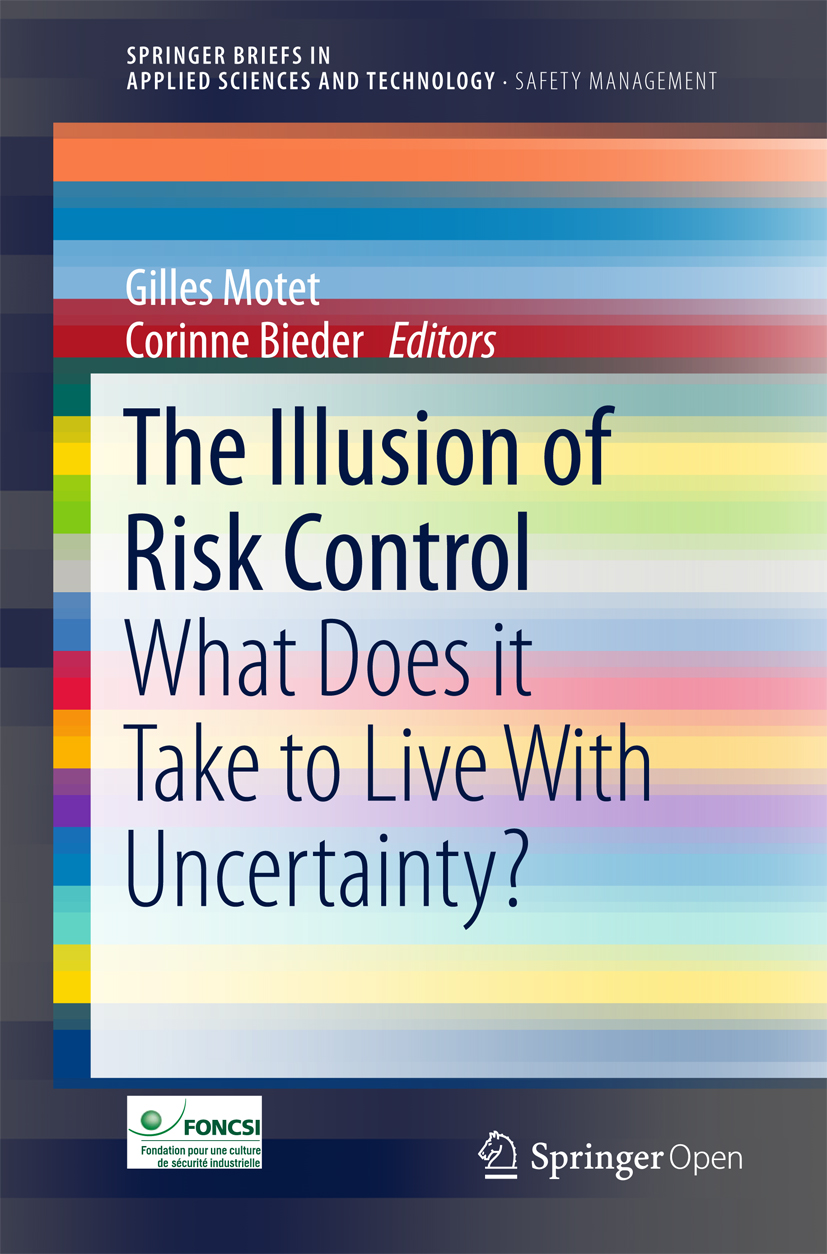 SPRINGER BRIEFS IN
APPLIED SCIENCES AND TECHNOLOGY · SAFETY MANAGEMENT
Gilles Motet
Corinne Bieder Editors
The Illusion of
Risk Control
What Does it
Take to Live With
Uncertainty?
FONCSI
Fondation pour une culture
de sécurité industrielle
Springer Open